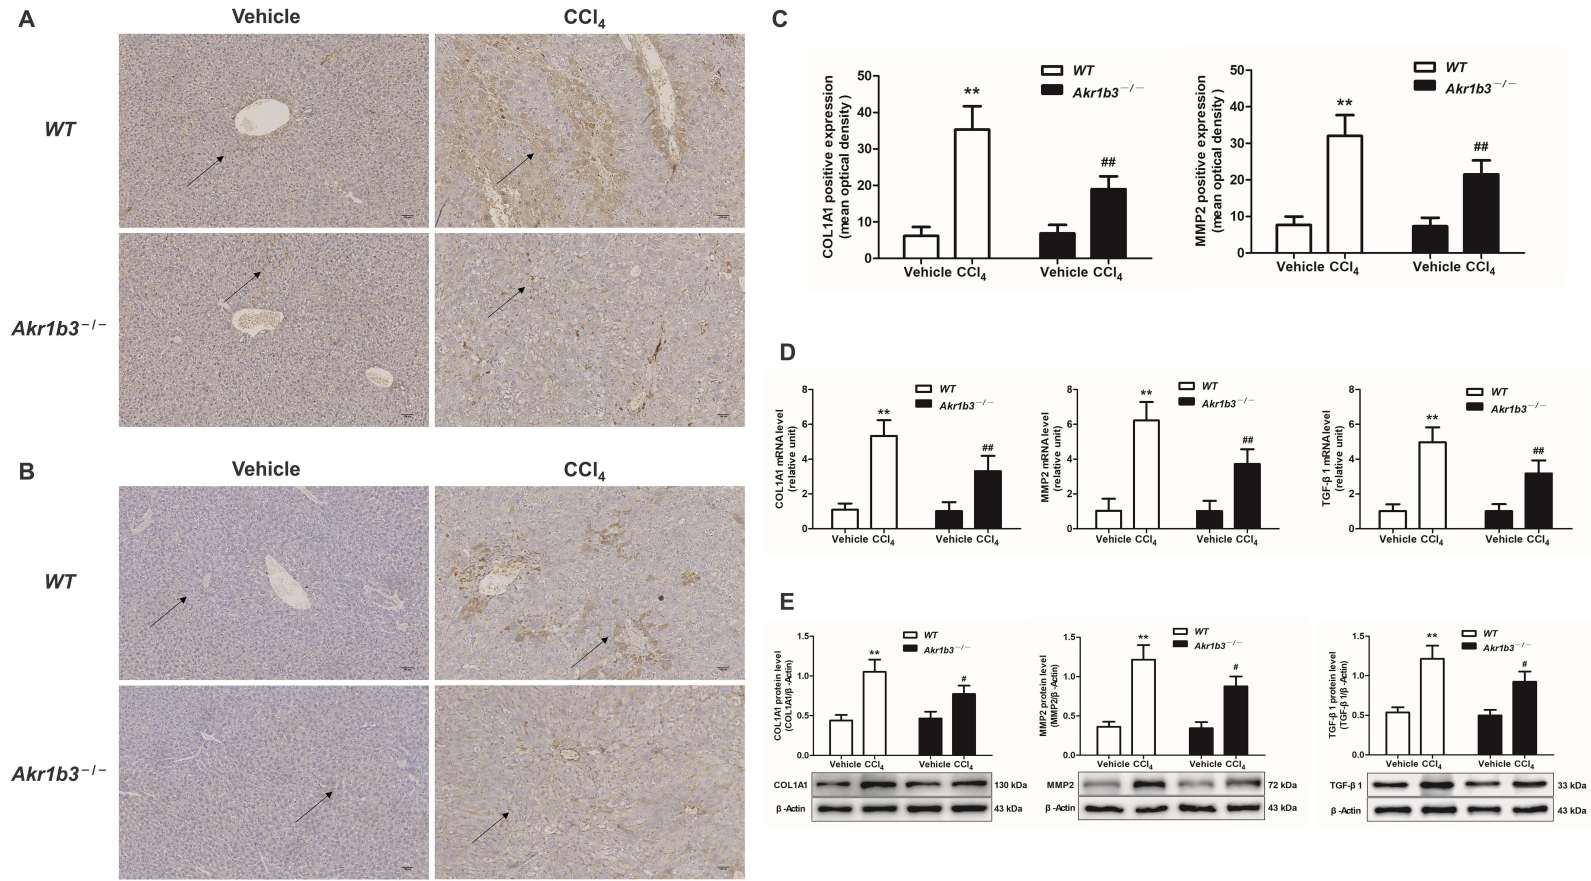 A
Vehicle
CCl4
WT
Akr1b3−/−
B
Vehicle
CCl4
WT
Akr1b3−/−
C
COL1A1 positive expression
(mean optical density )
50
40
30
20
10
0
**
##
WT
Akr1b3−/−
Vehicle CCl4
Vehicle CCl4
MMP2 positive expression
(mean optical density )
50
40
30
20
10
0
**
##
WT
Akr1b3−/−
Vehicle CCl4
Vehicle CCl4
D
COL1A1 mRNA level
(relative unit)
8
6
4
2
0
**
##
WT
Akr1b3−/−
Vehicle CCl4
Vehicle CCl4
MMP2 mRNA level
(relative unit)
8
6
4
2
0
**
##
WT
Akr1b3−/−
Vehicle CCl4
Vehicle CCl4
TGF-β 1 mRNA level
(relative unit)
8
6
4
2
0
**
##
WT
Akr1b3−/−
Vehicle CCl4
Vehicle CCl4
E
COL1A1 protein level
(COL1A1/β -Actin)
1.5
1.0
0.5
0.0
**
#
WT
Akr1b3−/−
Vehicle CCl4
Vehicle CCl4
COL1A1
130 kDa
β -Actin
43 kDa
MMP2 protein level
(MMP2/β -Actin)
1.5
1.0
0.5
0.0
**
#
WT
Akr1b3−/−
Vehicle CCl4
Vehicle CCl4
MMP2
72 kDa
β -Actin
43 kDa
TGF-β 1 protein level
(TGF-β 1/β -Actin)
1.5
1.0
0.5
0.0
**
#
WT
Akr1b3−/−
Vehicle CCl4
Vehicle CCl4
TGF-β 1
33 kDa
β -Actin
43 kDa